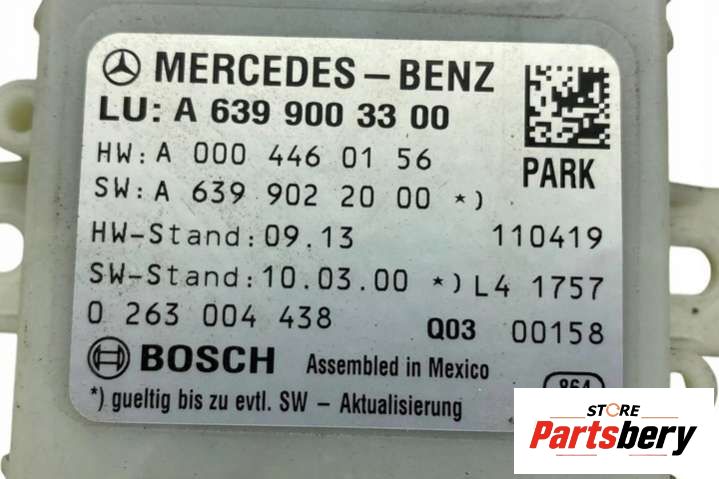 MERCEDES-BENZ
LU: A 639 900 33 00
HW: A 000 446 01 56
PARK
SW: A 639 902 20 00 *)
HW-Stand: 09.13 110419
SW-Stand: 10.03.00 *) L4 1757
0 263 004 438 Q03 00158
BOSCH Assembled in Mexico
864
*) gueltig bis zu evtl. SW - Aktualisierung
STORE
Partsbery